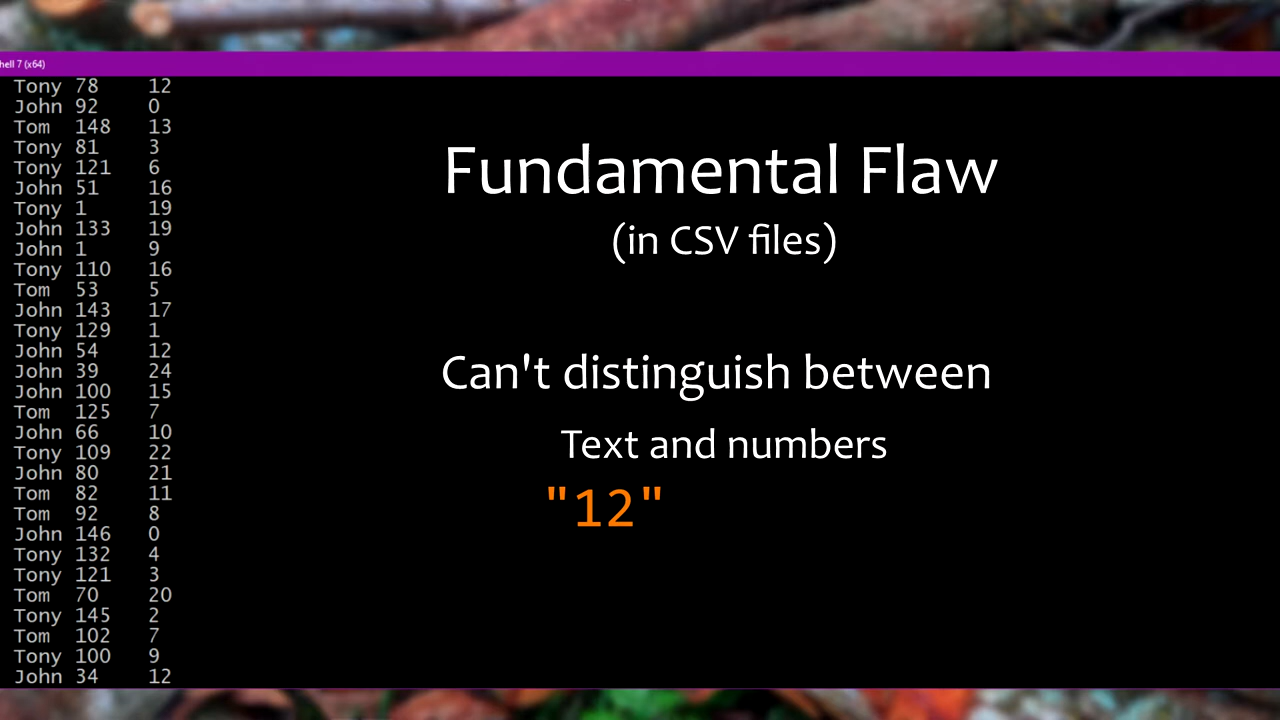 hell 7 (x64)
Tony 78 12
John 92 0
Tom 148 13
Tony 81 3
Tony 121 6
John 51 16
Tony 1 19
John 133 19
John 1 9
Tony 110 16
Tom 53 5
John 143 17
Tony 129 1
John 54 12
John 39 24
John 100 15
Tom 125 7
John 66 10
Tony 109 22
John 80 21
Tom 82 11
Tom 92 8
John 146 0
Tony 132 4
Tony 121 3
Tom 70 20
Tony 145 2
Tom 102 7
Tony 100 9
John 34 12
Fundamental Flaw
(in CSV files)
Can't distinguish between
Text and numbers
"12"